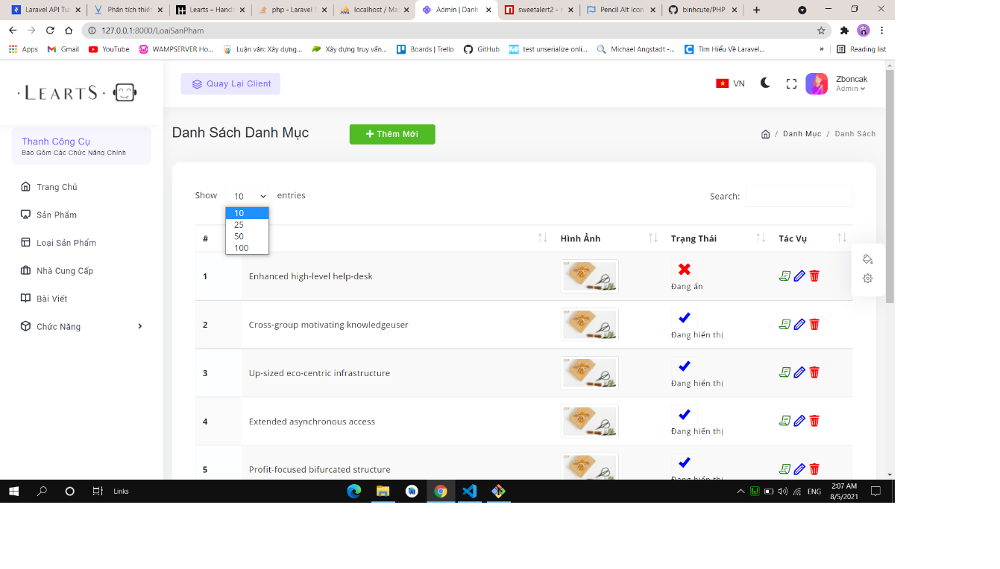 Laravel API Tu
Phân tích thiết
Learts – Handr
php - Laravel
localhost / Ma
Admin | Danh
sweetalert2 - n
Pencil Alt Icon
binhcute/PHP
127.0.0.1:8000/LoaiSanPham
Apps
Gmail
YouTube
WAMPSERVER Ho...
Luận văn: Xây dựng...
Xây dựng truy vấn...
Boards | Trello
GitHub
test unserialize onli...
Michael Angstadt -...
Tìm Hiểu Về Laravel...
»
Reading list
· LEARTS ·
Quay Lại Client
VN
Zboncak
Admin
Thanh Công Cụ
Bao Gồm Các Chức Năng Chính
Danh Sách Danh Mục
Thêm Mới
/ Danh Mục / Danh Sách
Trang Chủ
Sản Phẩm
Loại Sản Phẩm
Nhà Cung Cấp
Bài Viết
Chức Năng
Show 10 entries
Search:
10
25
50
100
# Hình Ảnh Trạng Thái Tác Vụ
1 Enhanced high-level help-desk Đang ẩn
2 Cross-group motivating knowledgeuser Đang hiển thị
3 Up-sized eco-centric infrastructure Đang hiển thị
4 Extended asynchronous access Đang hiển thị
5 Profit-focused bifurcated structure Đang hiển thị
Links
ENG
2:07 AM
8/5/2021